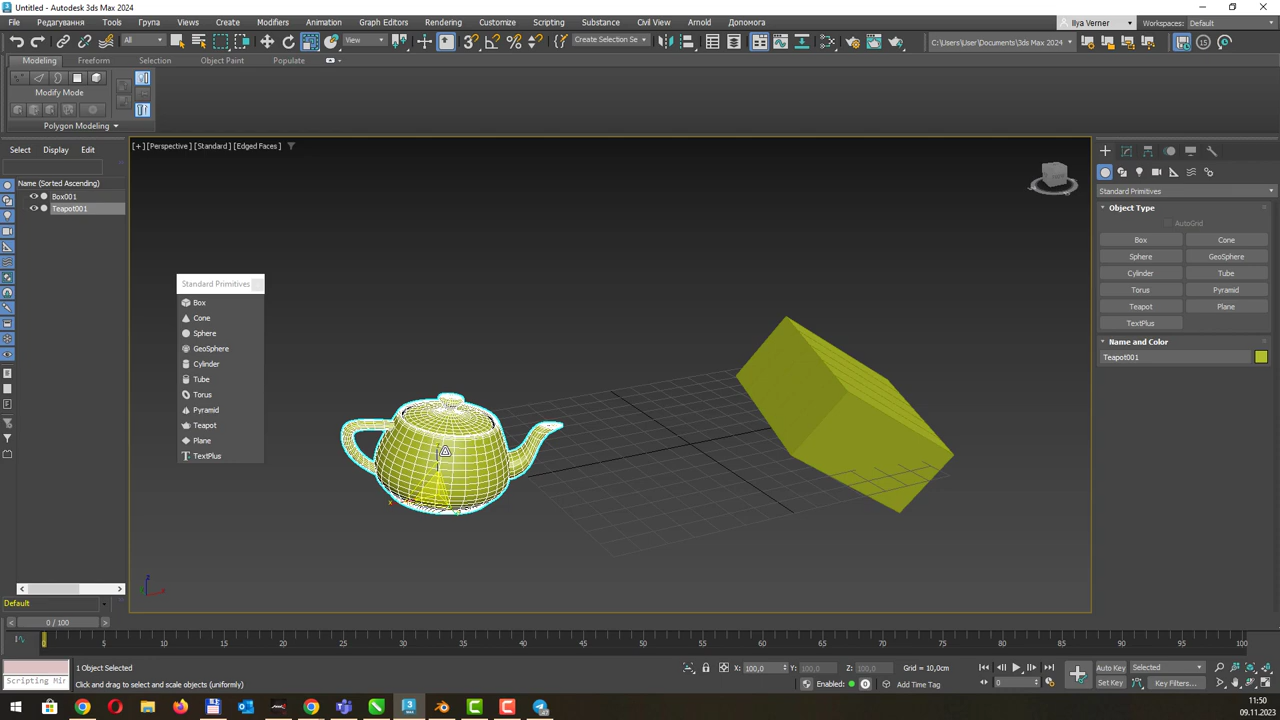 Untitled - Autodesk 3ds Max 2024
File Редагування Tools Група Views Create Modifiers Animation Graph Editors Rendering Customize Scripting Substance Civil View Arnold Допомога
Ilya Verner Workspaces: Default
All View Create Selection Se C:\Users\User\Documents\3ds Max 2024
Modeling Freeform Selection Object Paint Populate
Modify Mode
Polygon Modeling
Select Display Edit
Name (Sorted Ascending)
Box001
Teapot001
[+] [Perspective] [Standard] [Edged Faces]
Standard Primitives
Box
Cone
Sphere
GeoSphere
Cylinder
Tube
Torus
Pyramid
Teapot
Plane
TextPlus
x
z
x
Standard Primitives
Object Type
AutoGrid
Box Cone
Sphere GeoSphere
Cylinder Tube
Torus Pyramid
Teapot Plane
TextPlus
Name and Color
Teapot001
Default
0 / 100
0 5 10 15 20 25 30 35 40 45 50 55 60 65 70 75 80 85 90 95 100
1 Object Selected
Click and drag to select and scale objects (uniformly)
Scripting Mir
X: 100,0 Y: 100,0 Z: 100,0 Grid = 10,0cm
Enabled: Add Time Tag
0
Auto Key Selected
Set Key Key Filters...
11:50
09.11.2023